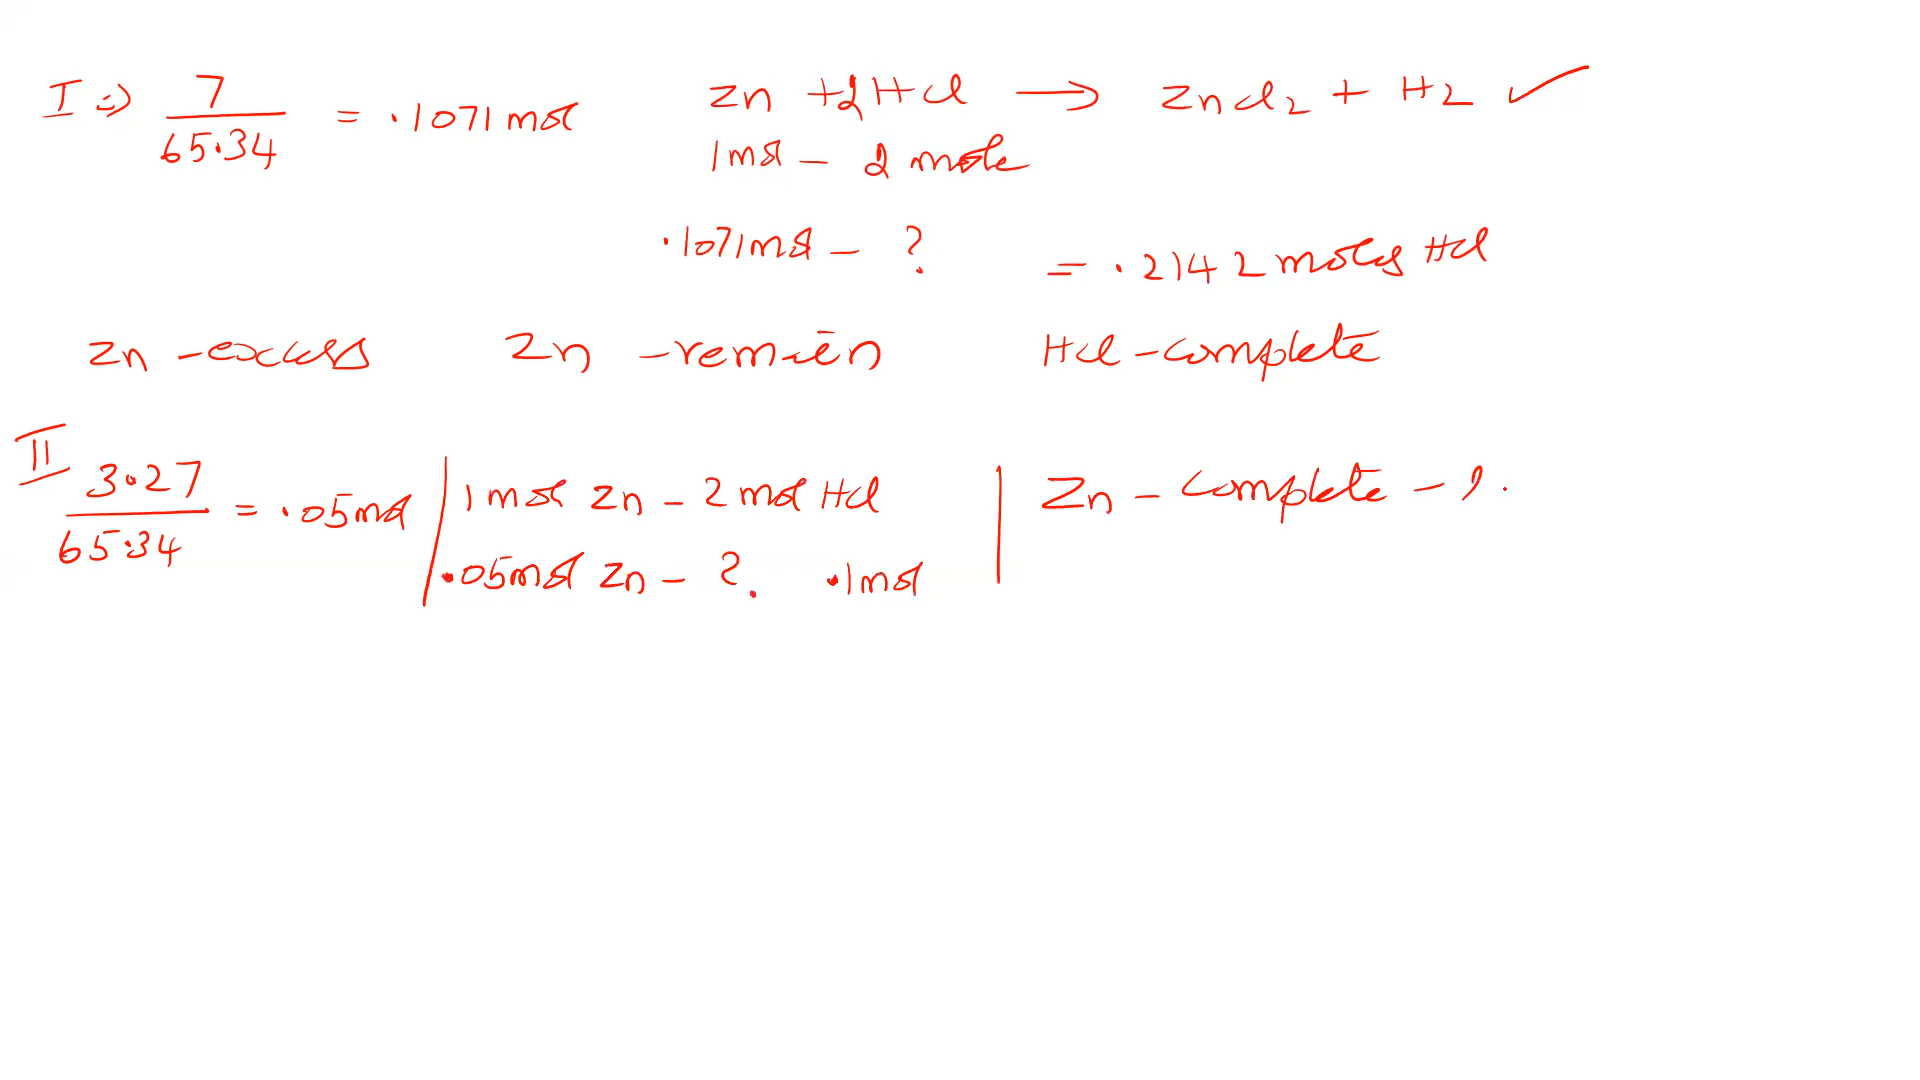 I ⇒ 7/65.34 = .1071 mol
Zn + 2HCl → ZnCl2 + H2 ✓
1 mol – 2 mole
.1071 mol – ? = .2142 moles HCl
Zn – excess Zn – remain HCl – complete
II
3.27/65.34 = .05 mol | 1 mol Zn – 2 mol HCl | Zn – complete –
.05 mol Zn – ? . .1 mol